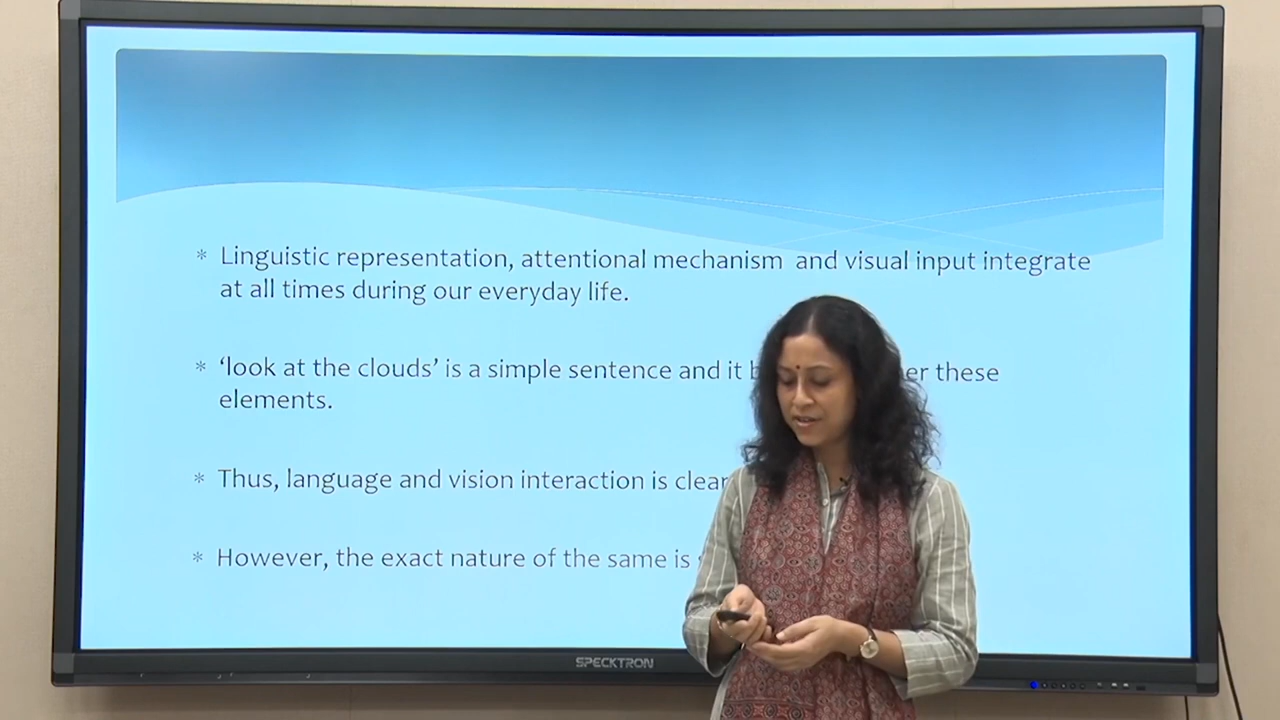 * Linguistic representation, attentional mechanism and visual input integrate
at all times during our everyday life.
* ‘look at the clouds’ is a simple sentence and it these
elements.
* Thus, language and vision interaction is clear
* However, the exact nature of the same is
SPECKTRON